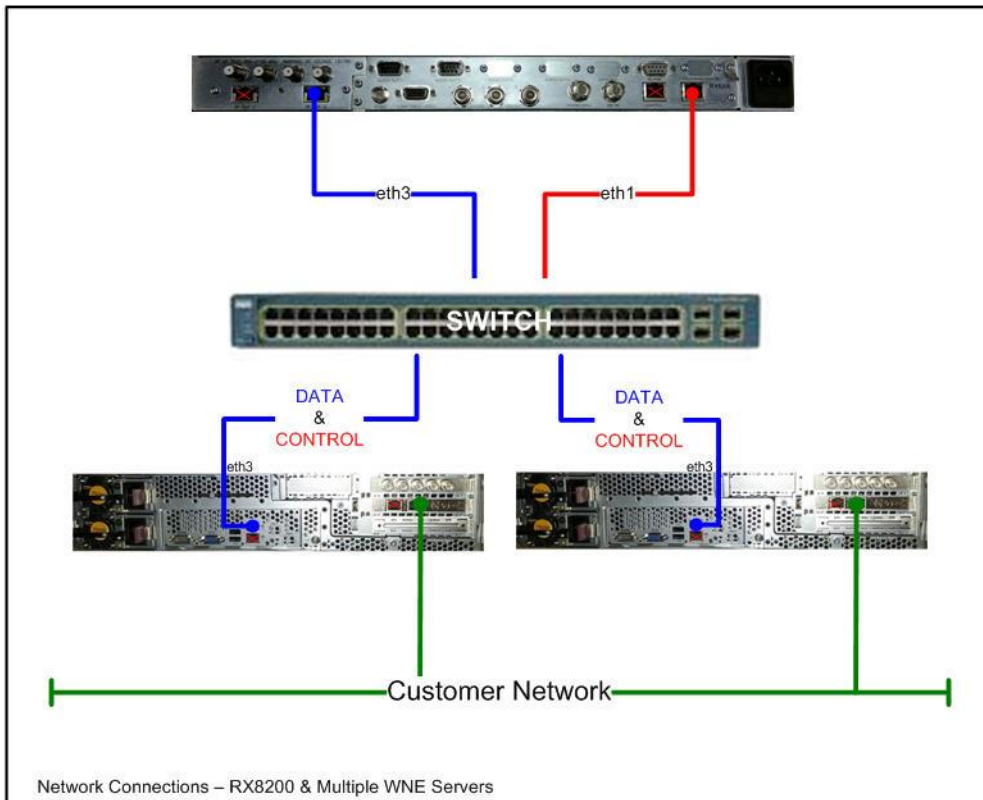 eth3
eth1
SWITCH
DATA
&
CONTROL
DATA
&
CONTROL
eth3
eth3
Customer Network
Network Connections – RX8200 & Multiple WNE Servers